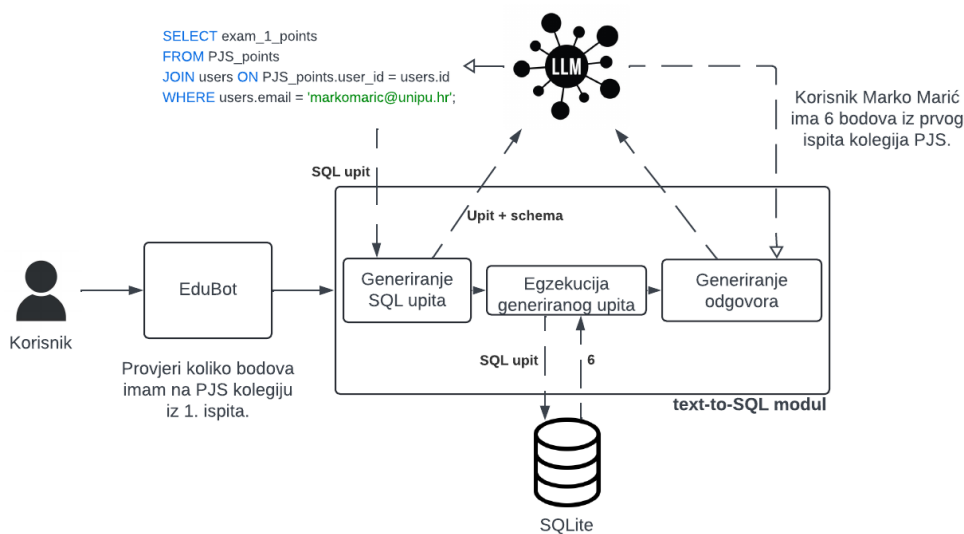 SELECT exam_1_points
FROM PJS_points
JOIN users ON PJS_points.user_id = users.id
WHERE users.email = 'markomaric@unipu.hr';
LLM
Korisnik Marko Marić
ima 6 bodova iz prvog
ispita kolegija PJS.
SQL upit
Upit + schema
Korisnik
EduBot
Provjeri koliko bodova
imam na PJS kolegiju
iz 1. ispita.
Generiranje
SQL upita
Egzekucija
generiranog upita
Generiranje
odgovora
SQL upit
6
text-to-SQL modul
SQLite